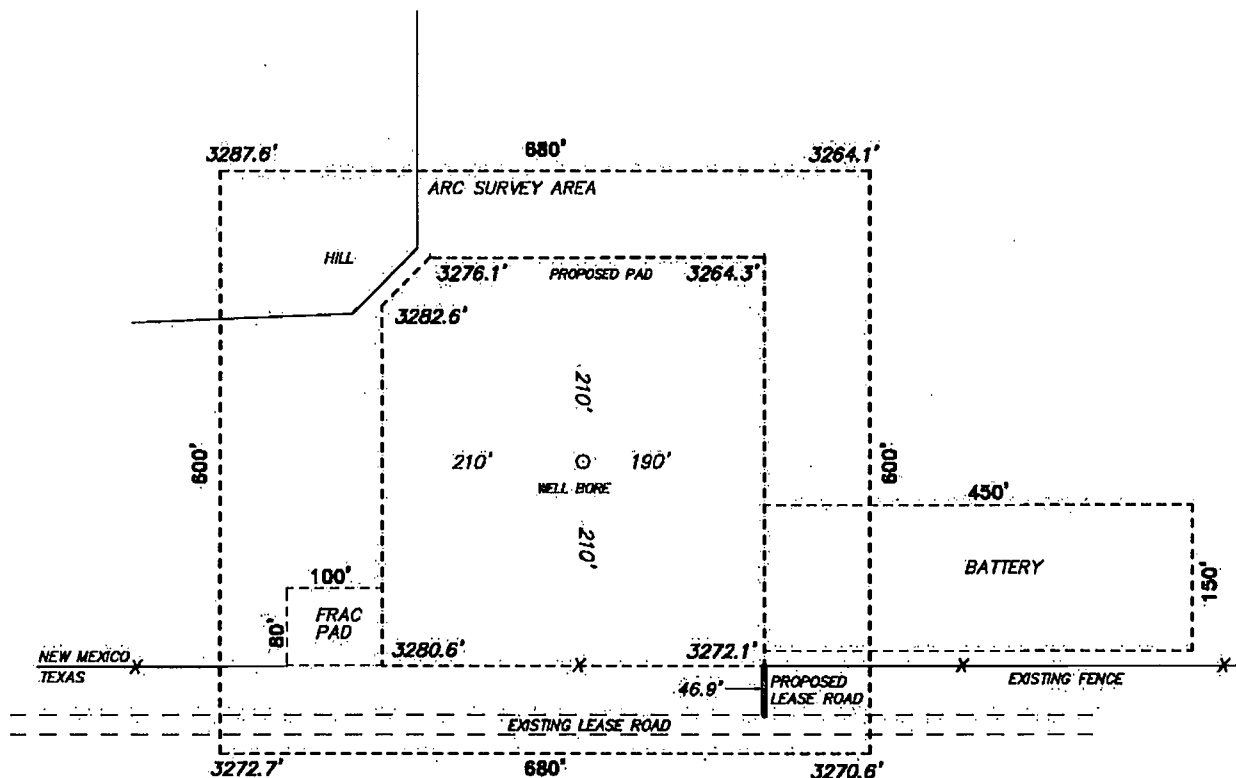 3287.6'
680'
3264.1'
ARC SURVEY AREA
HILL
3276.1'
PROPOSED PAD
3264.3'
3282.6'
210'
600'
210'
190'
600'
WELL BORE
450'
210'
BATTERY
150'
100'
FRAC
PAD
80'
3280.6'
3272.1'
NEW MEXICO
TEXAS
46.9'
PROPOSED
LEASE ROAD
EXISTING FENCE
EXISTING LEASE ROAD
3272.7'
680'
3270.6'